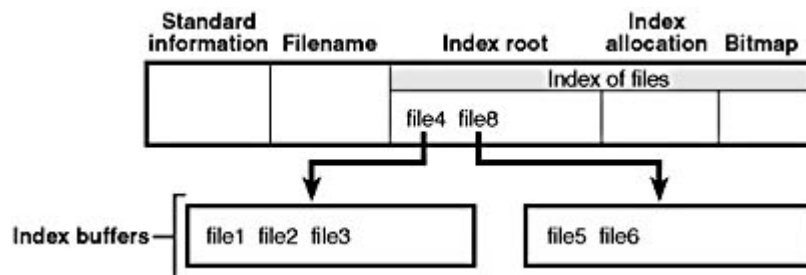 Standard information
Filename
Index root
Index allocation
Bitmap
Index of files
file4 file8
Index buffers
file1 file2 file3
file5 file6